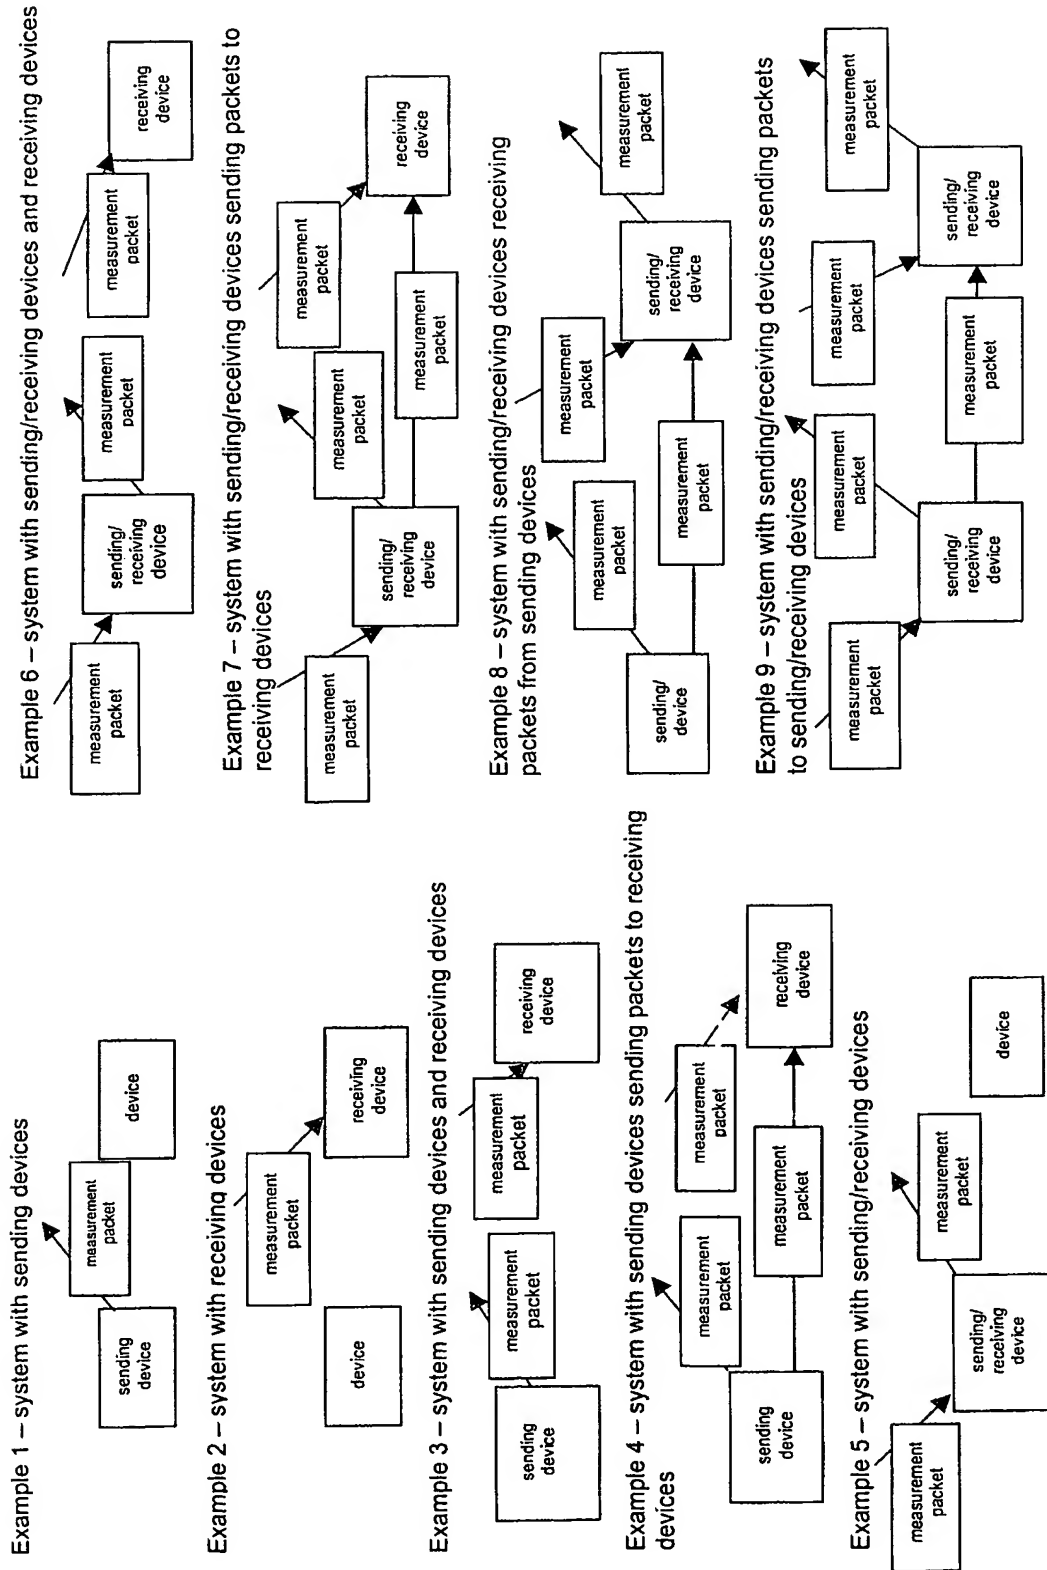 Example 1 – system with sending devices
sending
device
measurement
packet
device
Example 2 – system with receiving devices
device
measurement
packet
receiving
device
Example 3 – system with sending devices and receiving devices
sending
device
measurement
packet
measurement
packet
receiving
device
Example 4 – system with sending devices sending packets to receiving
devices
sending
device
measurement
packet
measurement
packet
measurement
packet
receiving
device
Example 5 – system with sending/receiving devices
measurement
packet
sending/
receiving
device
measurement
packet
device
Example 6 – system with sending/receiving devices and receiving devices
measurement
packet
sending/
receiving
device
measurement
packet
measurement
packet
receiving
device
Example 7 – system with sending/receiving devices sending packets to
receiving devices
measurement
packet
sending/
receiving
device
measurement
packet
measurement
packet
measurement
packet
receiving
device
Example 8 – system with sending/receiving devices receiving
packets from sending devices
sending/
device
measurement
packet
measurement
packet
measurement
packet
sending/
receiving
device
measurement
packet
Example 9 – system with sending/receiving devices sending packets
to sending/receiving devices
measurement
packet
sending/
receiving
device
measurement
packet
measurement
packet
measurement
packet
sending/
receiving
device
measurement
packet